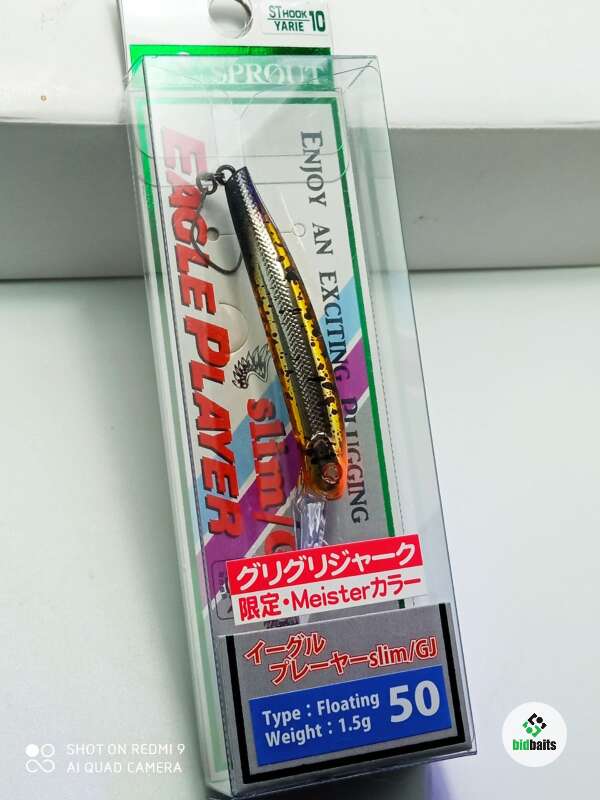 ST HOOK #10
YARIE
SPROUT
ENJOY AN EXCITING PLUGGING
EAGLE PLAYER
slim/G
グリグリジャーク
限定・Meisterカラー
イーグル
プレーヤーslim/GJ
Type：Floating
Weight：1.5g
50
bidbaits
SHOT ON REDMI 9
AI QUAD CAMERA